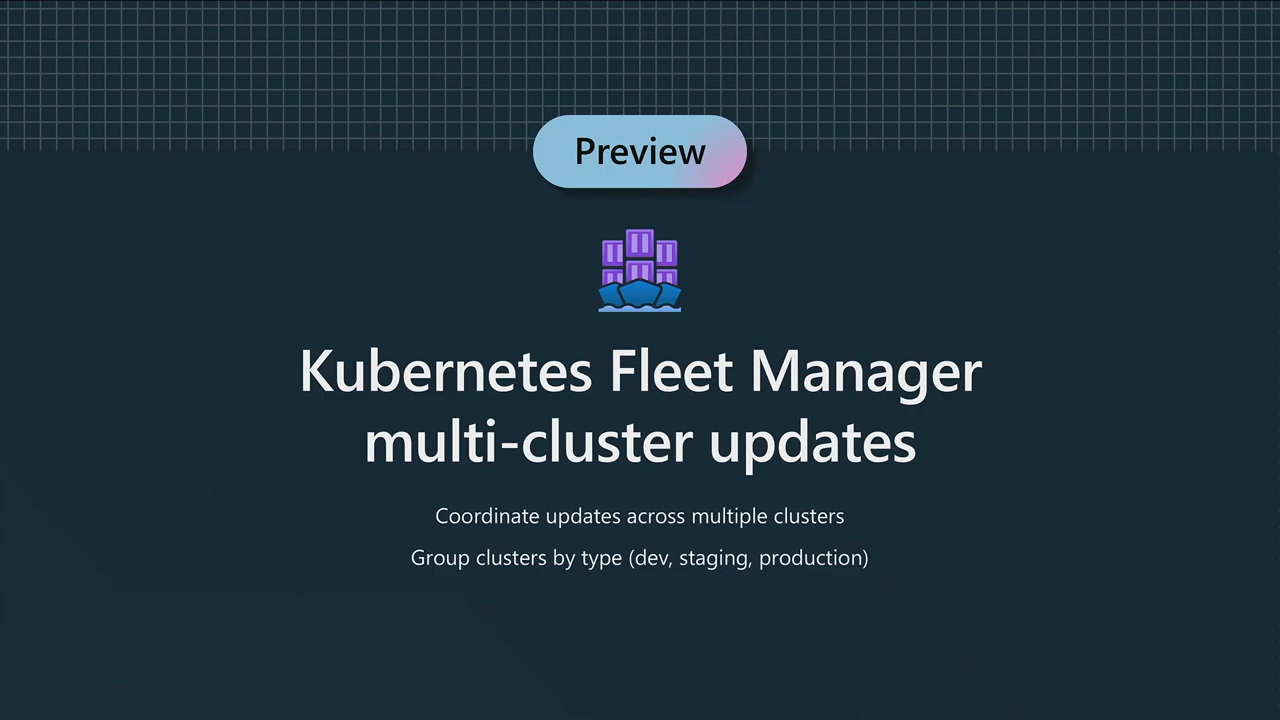 Preview
Kubernetes Fleet Manager
multi-cluster updates
Coordinate updates across multiple clusters
Group clusters by type (dev, staging, production)